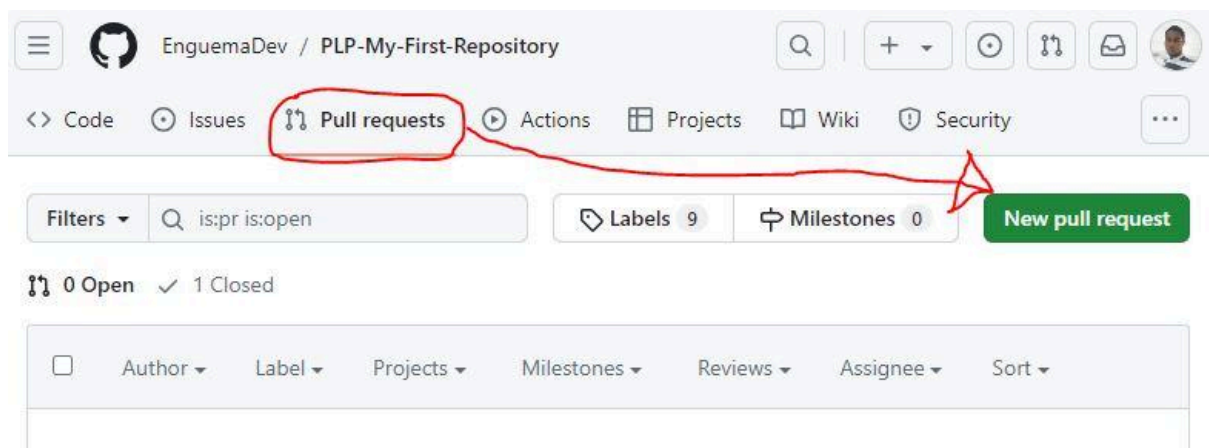 EnguemaDev / PLP-My-First-Repository
<> Code Issues Pull requests Actions Projects Wiki Security ...
Filters is:pr is:open Labels 9 Milestones 0 New pull request
0 Open 1 Closed
Author Label Projects Milestones Reviews Assignee Sort